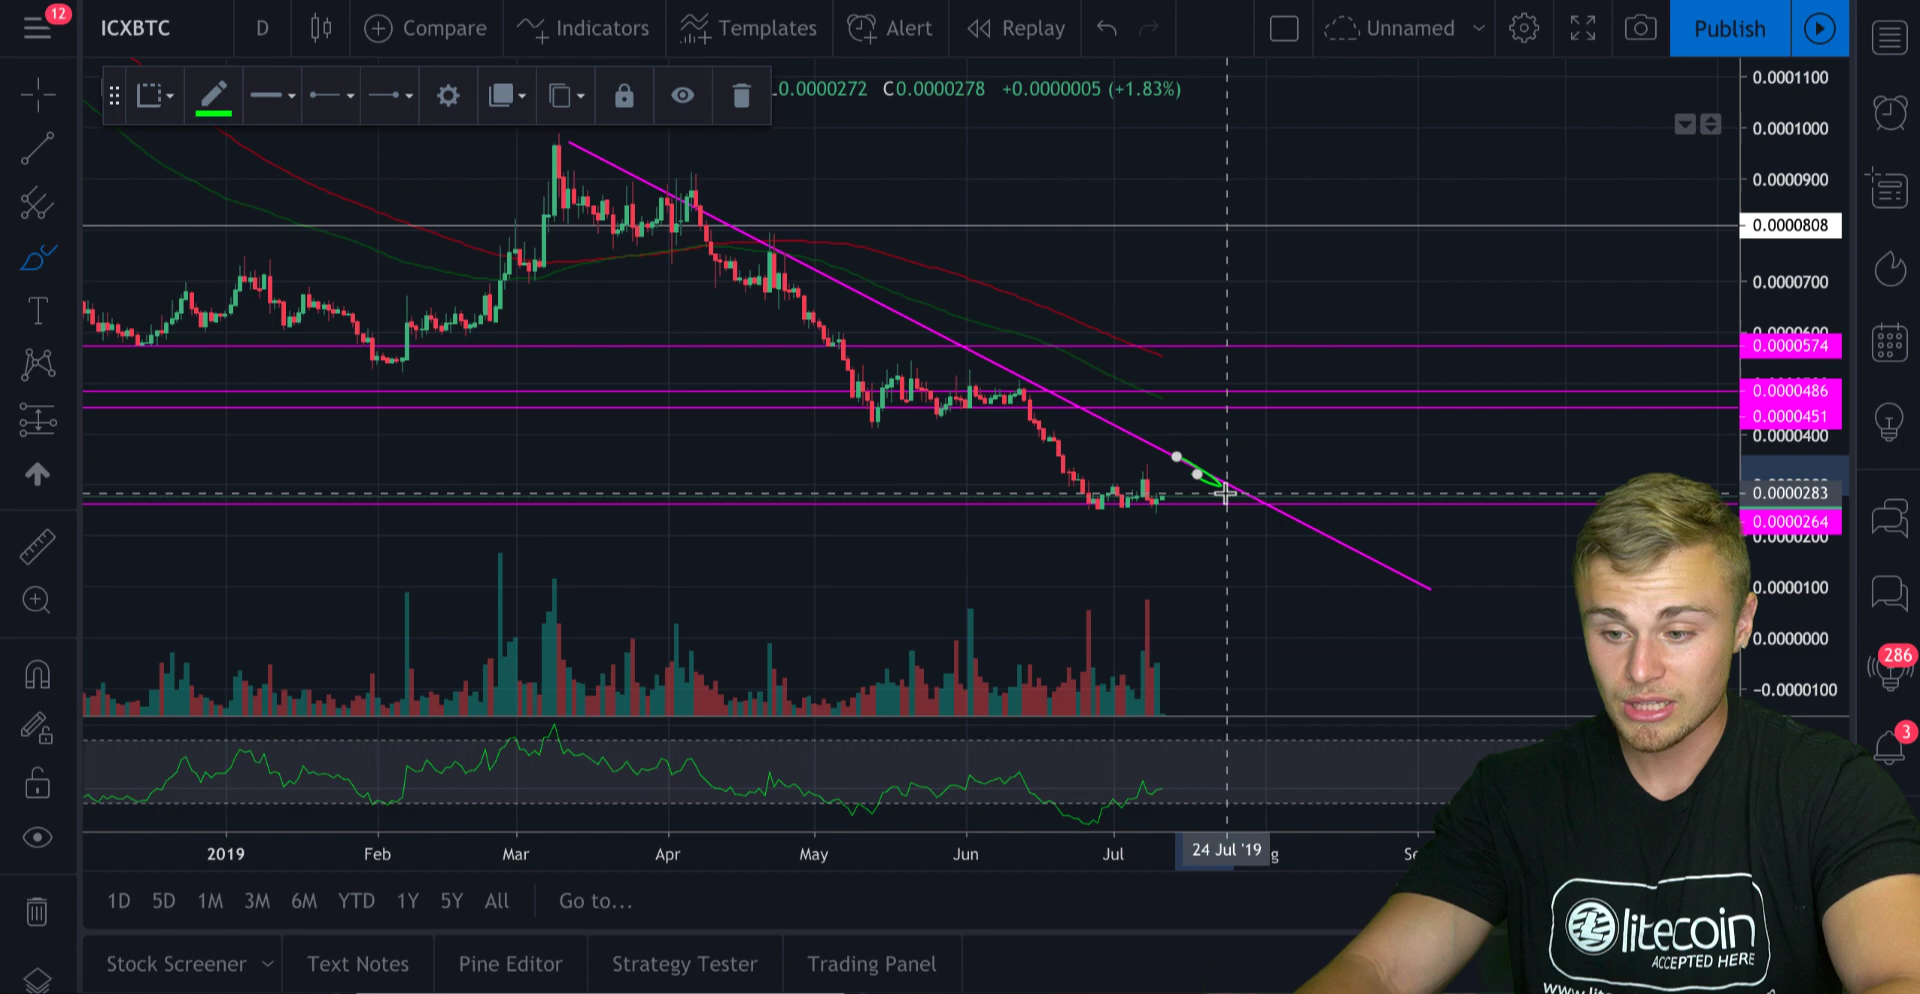 12
ICXBTC
D
Compare
Indicators
Templates
Alert
Replay
Unnamed
Publish
0.0000272 C0.0000278 +0.0000005 (+1.83%)
0.0001100
0.0001000
0.0000900
0.0000808
0.0000700
0.0000600
0.0000574
0.0000486
0.0000451
0.0000400
0.0000283
0.0000264
0.0000200
0.0000100
0.0000000
−0.0000100
286
3
2019
Feb
Mar
Apr
May
Jun
Jul
24 Jul '19
1D 5D 1M 3M 6M YTD 1Y 5Y All
Go to...
Stock Screener
Text Notes
Pine Editor
Strategy Tester
Trading Panel
litecoin
ACCEPTED HERE